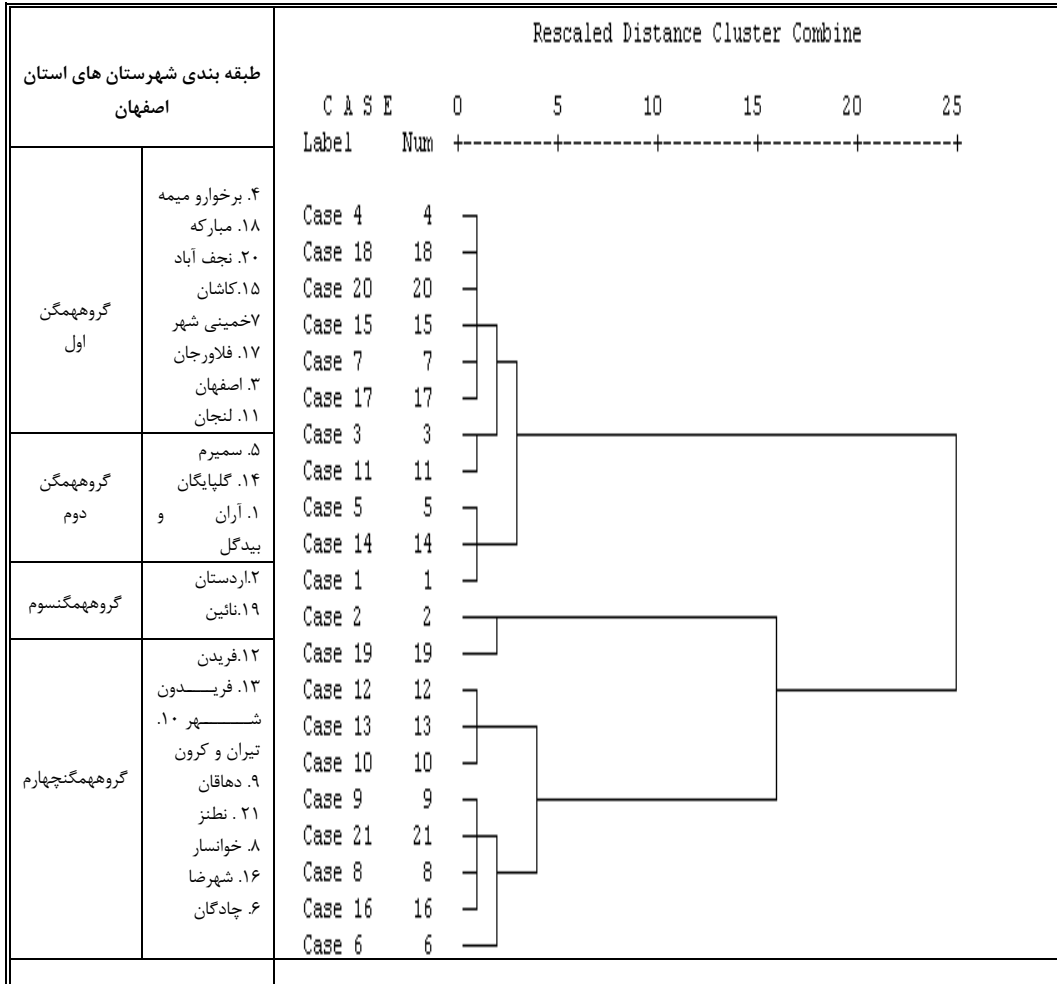 طبقه بندی شهرستان های استان
اصفهان
Rescaled Distance Cluster Combine
C A S E 0 5 10 15 20 25
Label Num +---------+---------+---------+---------+---------+
گروههمگن
اول
۴. برخوارو میمه
۱۸. مبارکه
۲۰. نجف آباد
۱۵.کاشان
۷خمینی شهر
۱۷. فلاورجان
۳. اصفهان
۱۱. لنجان
گروههمگن
دوم
۵. سمیرم
۱۴. گلپایگان
۱. آران و
بیدگل
گروههمگنسوم
۲.اردستان
۱۹.نائین
گروههمگنچهارم
۱۲.فریدن
۱۳. فریـــدون
شــــــهر ۱۰.
تیران و کرون
۹. دهاقان
۲۱ . نطنز
۸. خوانسار
۱۶. شهرضا
۶. چادگان
Case 4 4
Case 18 18
Case 20 20
Case 15 15
Case 7 7
Case 17 17
Case 3 3
Case 11 11
Case 5 5
Case 14 14
Case 1 1
Case 2 2
Case 19 19
Case 12 12
Case 13 13
Case 10 10
Case 9 9
Case 21 21
Case 8 8
Case 16 16
Case 6 6